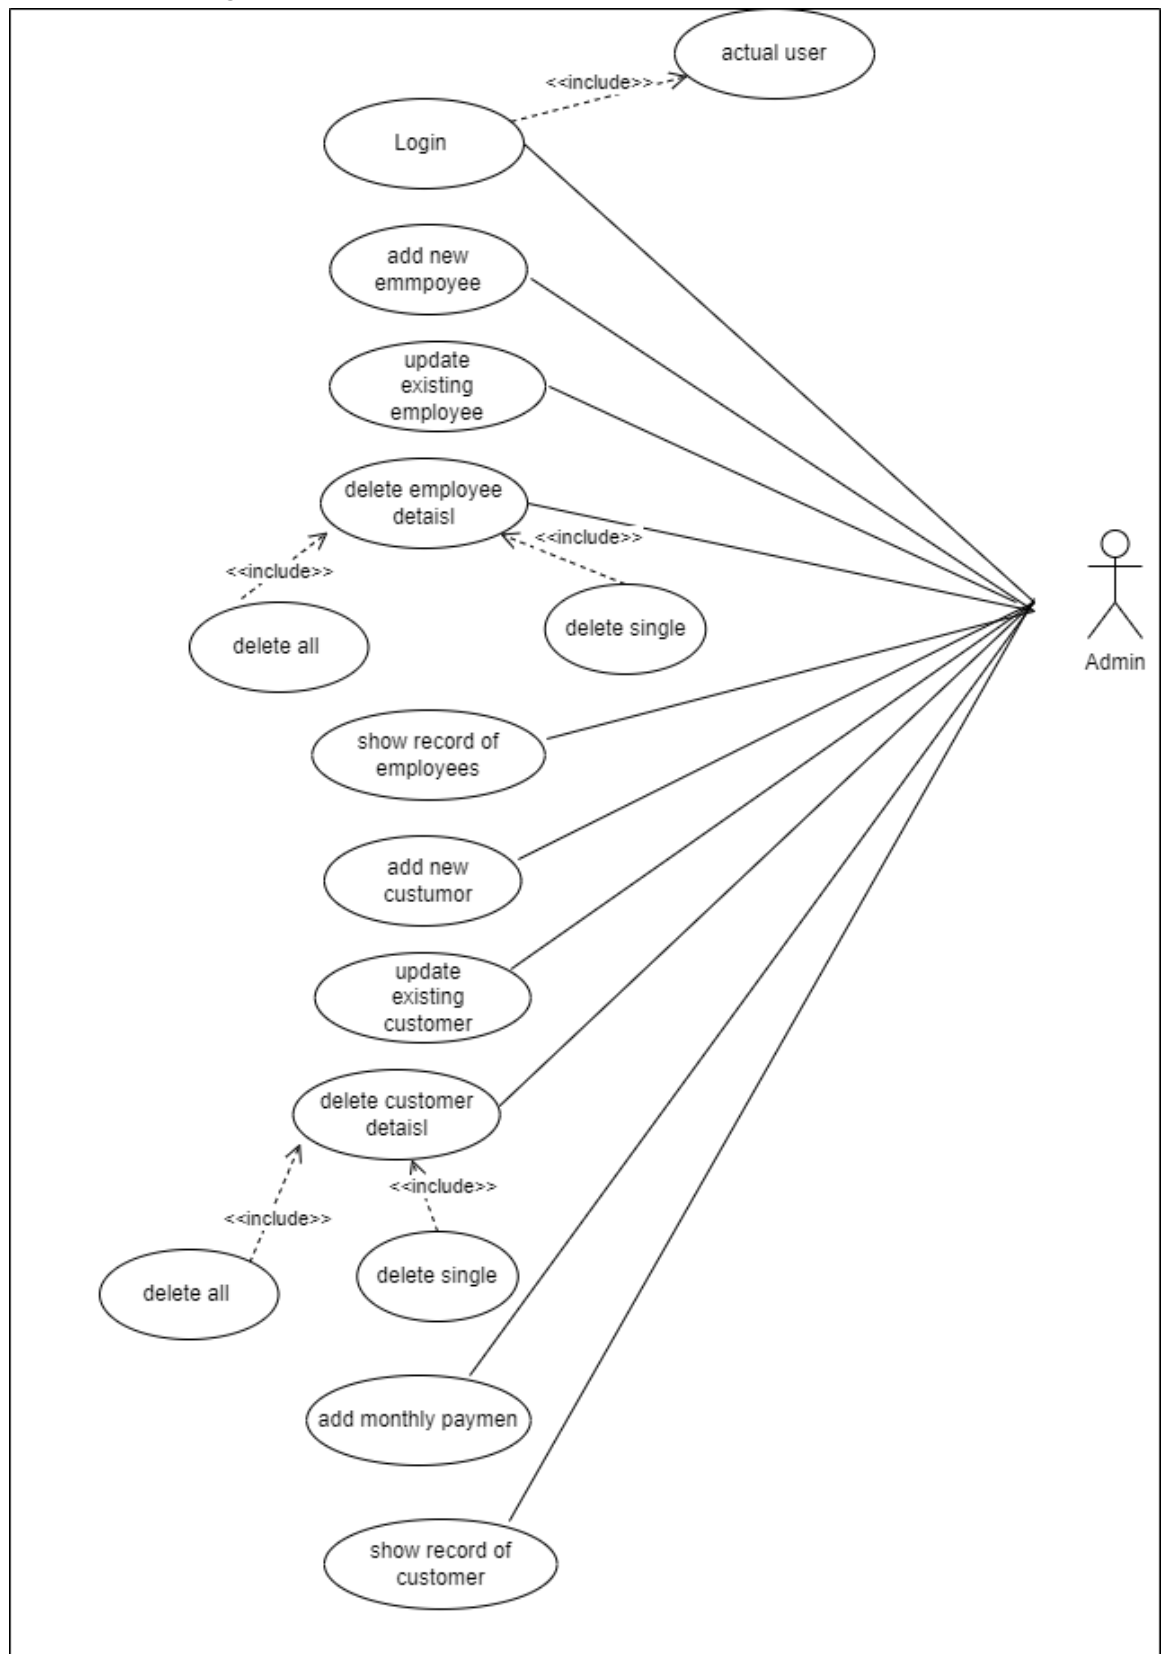 actual user
<<include>>
Login
add new
emmpoyee
update
existing
employee
delete employee
detaisl
<<include>>
<<include>>
delete all
delete single
Admin
show record of
employees
add new
custumor
update
existing
customer
delete customer
detaisl
<<include>>
<<include>>
delete single
delete all
add monthly paymen
show record of
customer